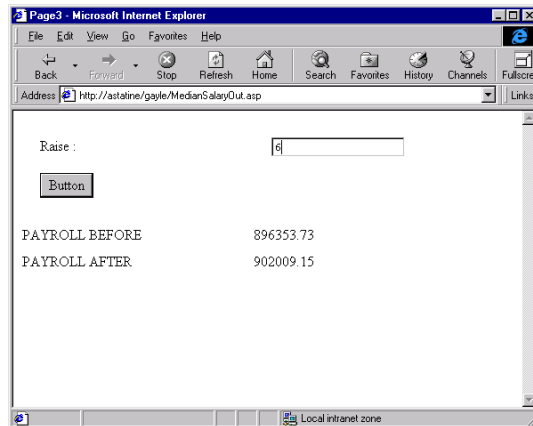 Page3 - Microsoft Internet Explorer
File Edit View Go Favorites Help
Back Forward Stop Refresh Home Search Favorites History Channels Fullscre
Address http://astatine/gayle/MedianSalaryOut.asp Links
Raise : 6
Button
PAYROLL BEFORE 896353.73
PAYROLL AFTER 902009.15
Local intranet zone